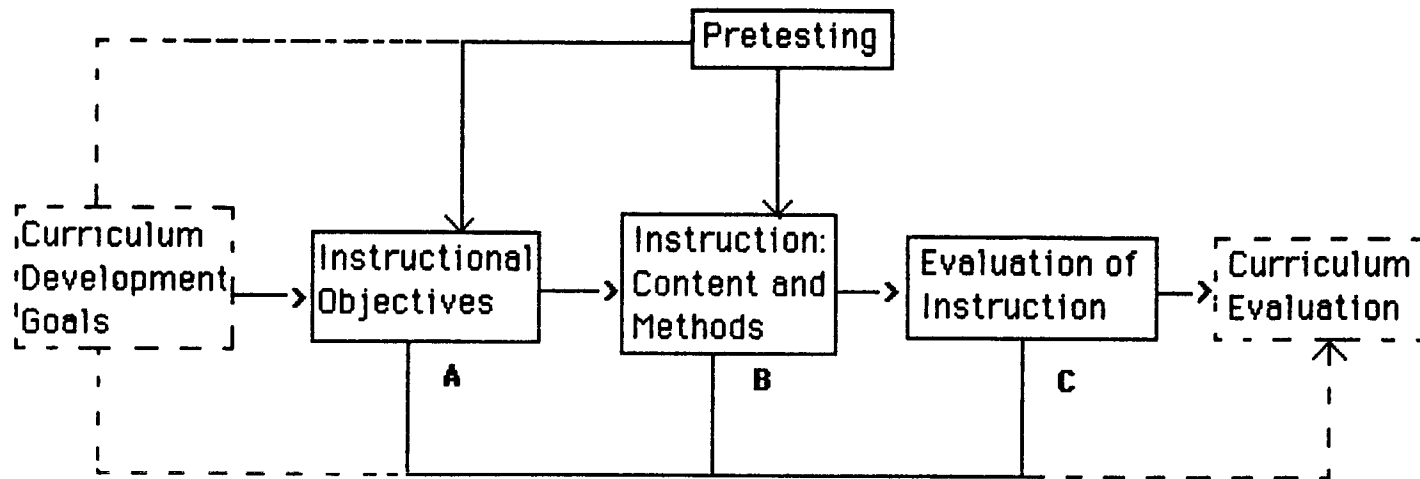 Pretesting
Curriculum
Development
Goals
Instructional
Objectives
Instruction:
Content and
Methods
Evaluation of
Instruction
Curriculum
Evaluation
A
B
C